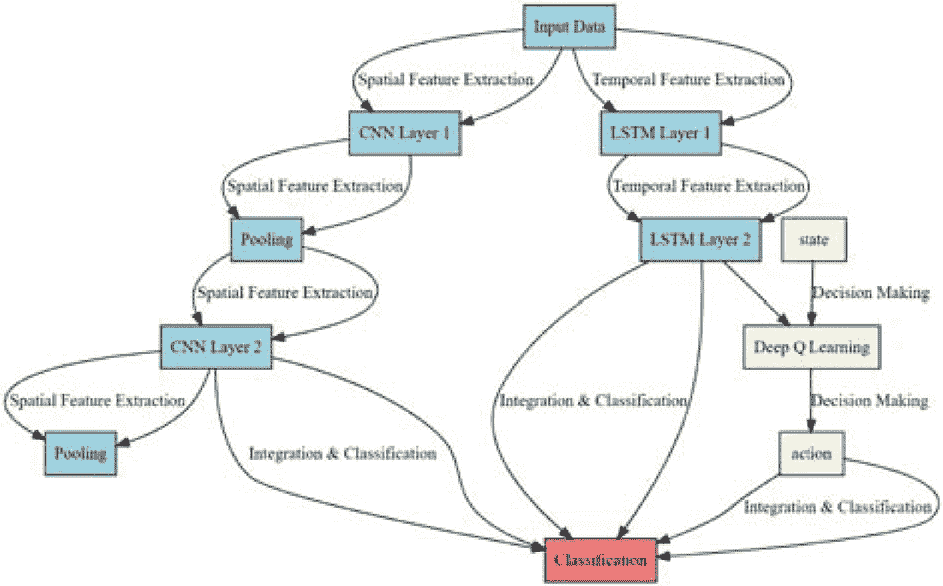 Input Data
Spatial Feature Extraction
Temporal Feature Extraction
CNN Layer 1
LSTM Layer 1
Spatial Feature Extraction
Temporal Feature Extraction
Pooling
LSTM Layer 2
state
Spatial Feature Extraction
Decision Making
CNN Layer 2
Deep Q Learning
Spatial Feature Extraction
Integration & Classification
Decision Making
Pooling
Integration & Classification
action
Integration & Classification
Classification